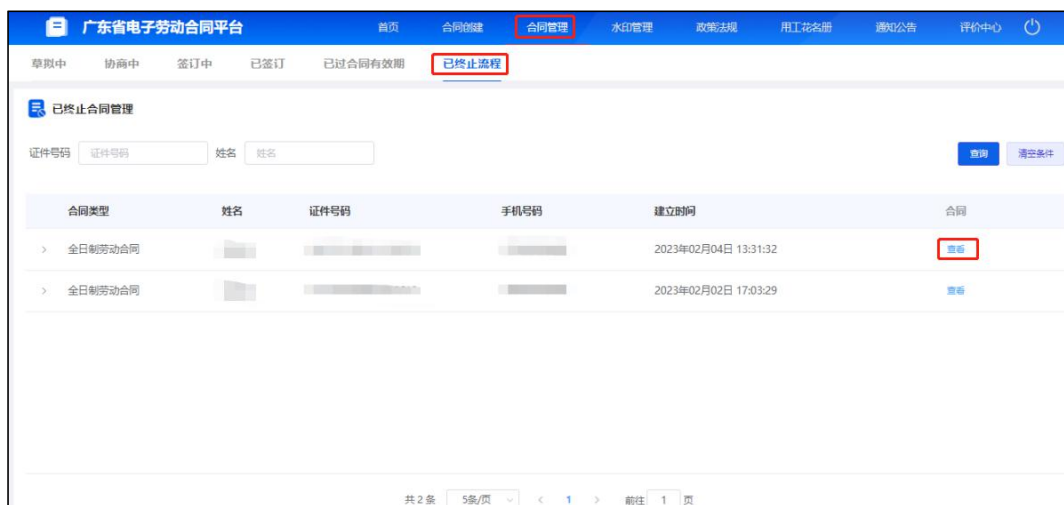 广东省电子劳动合同平台 首页 合同创建 合同管理 水印管理 政策法规 用工花名册 通知公告 评价中心
草拟中 协商中 签订中 已签订 已过合同有效期 已终止流程
已终止合同管理
证件号码 证件号码 姓名 姓名 查询 清空条件
合同类型 姓名 证件号码 手机号码 建立时间 合同
全日制劳动合同 2023年02月04日 13:31:32 查看
全日制劳动合同 2023年02月02日 17:03:29 查看
共 2 条 5条/页 < 1 > 前往 1 页